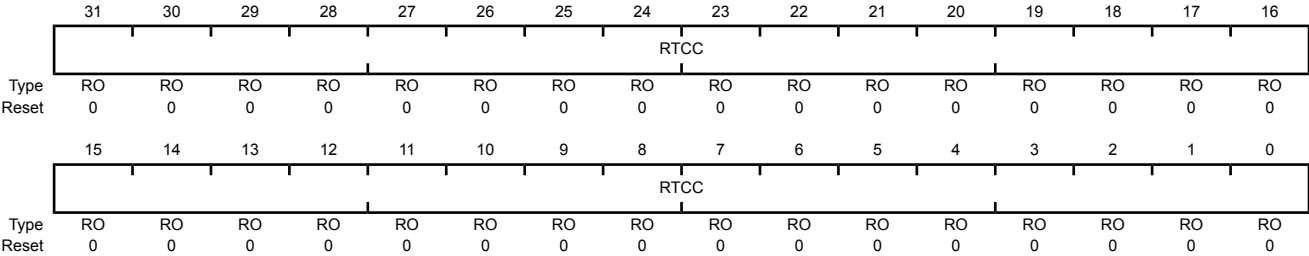 31 30 29 28 27 26 25 24 23 22 21 20 19 18 17 16
RTCC
Type RO RO RO RO RO RO RO RO RO RO RO RO RO RO RO RO
Reset 0 0 0 0 0 0 0 0 0 0 0 0 0 0 0 0
15 14 13 12 11 10 9 8 7 6 5 4 3 2 1 0
RTCC
Type RO RO RO RO RO RO RO RO RO RO RO RO RO RO RO RO
Reset 0 0 0 0 0 0 0 0 0 0 0 0 0 0 0 0